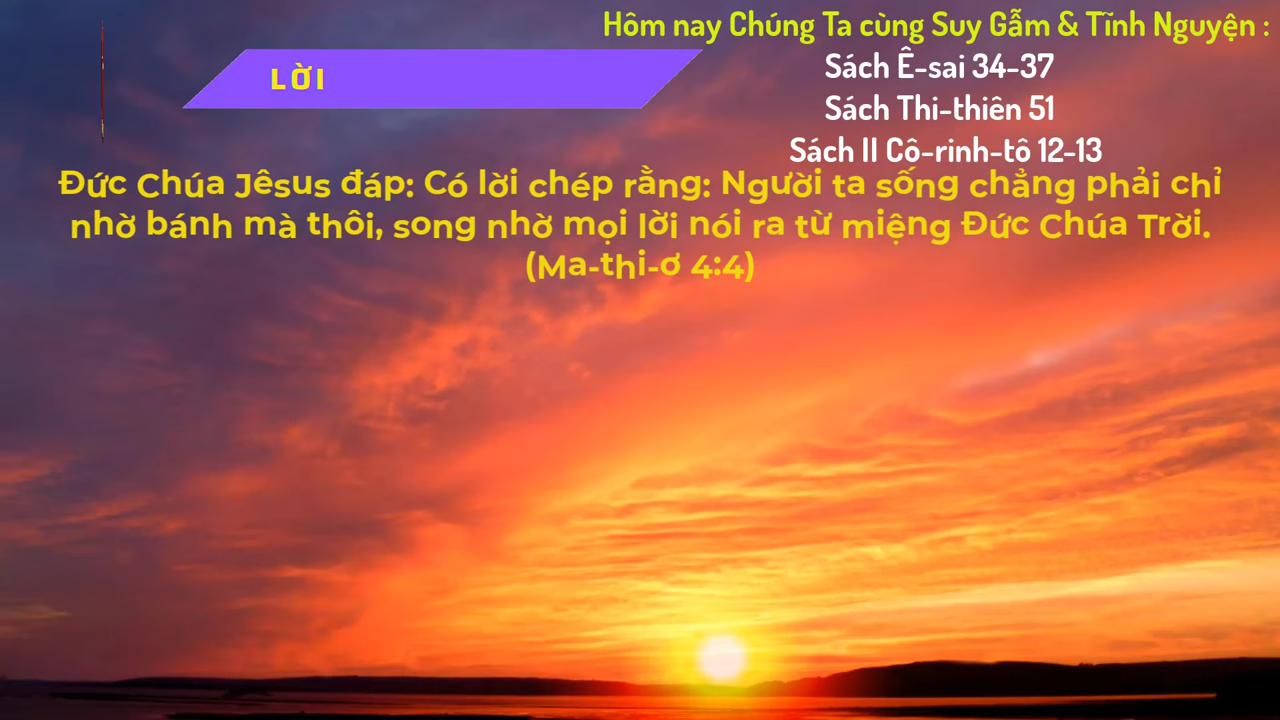 Hôm nay Chúng Ta cùng Suy Gẫm & Tĩnh Nguyện :
LỜI
Sách Ê-sai 34-37
Sách Thi-thiên 51
Sách II Cô-rinh-tô 12-13
Đức Chúa Jêsus đáp: Có lời chép rằng: Người ta sống chẳng phải chỉ
nhờ bánh mà thôi, song nhờ mọi lời nói ra từ miệng Đức Chúa Trời.
(Ma-thi-ơ 4:4)